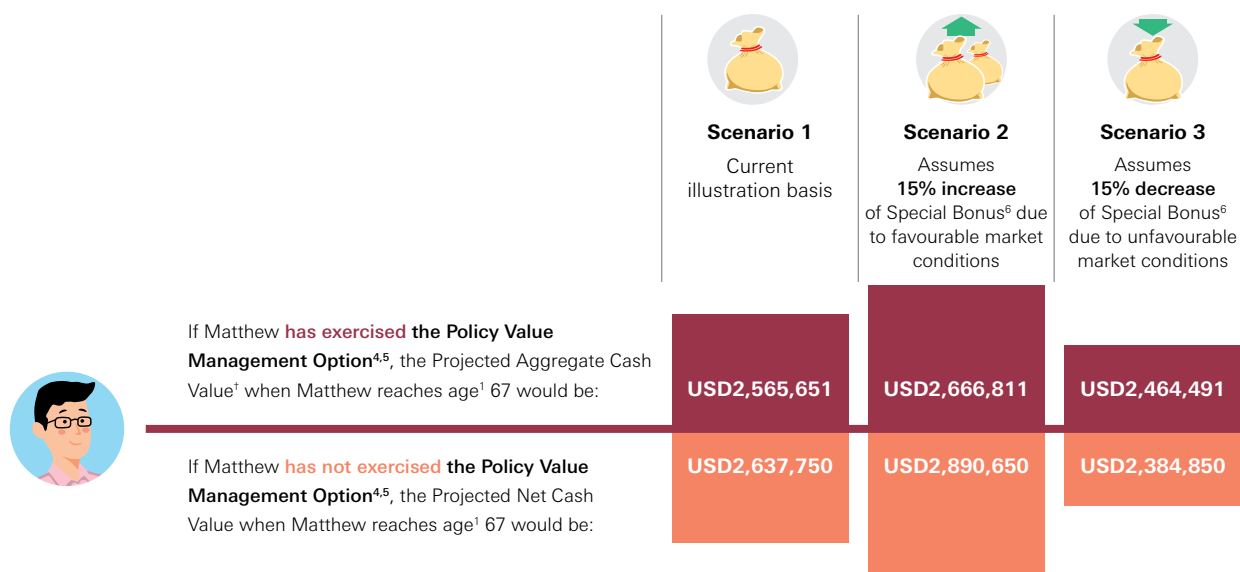 Scenario 1
Current
illustration basis
Scenario 2
Assumes
15% increase
of Special Bonus⁶ due
to favourable market
conditions
Scenario 3
Assumes
15% decrease
of Special Bonus⁶
due to unfavourable
market conditions
If Matthew has exercised the Policy Value
Management Option⁴,⁵, the Projected Aggregate Cash
Value† when Matthew reaches age¹ 67 would be:
USD2,565,651
USD2,666,811
USD2,464,491
If Matthew has not exercised the Policy Value
Management Option⁴,⁵, the Projected Net Cash
Value when Matthew reaches age¹ 67 would be:
USD2,637,750
USD2,890,650
USD2,384,850